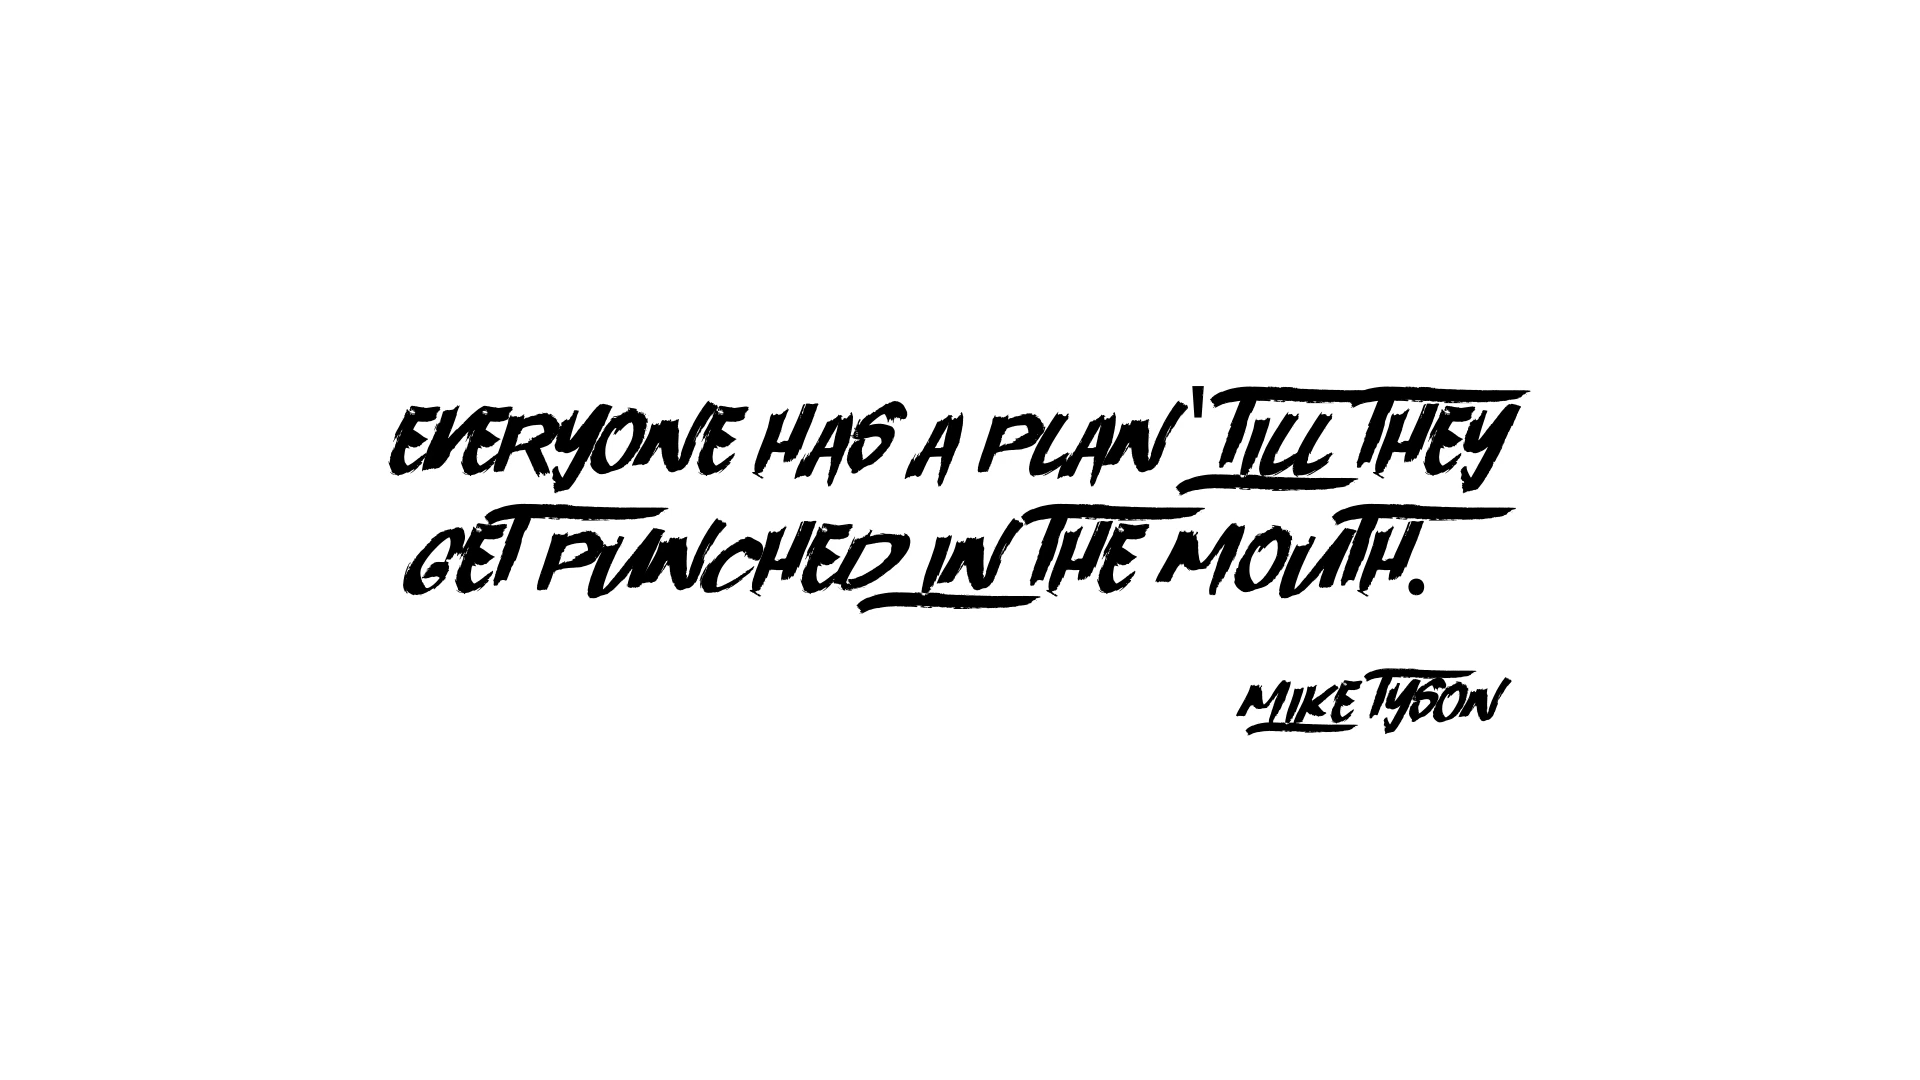 EVERYONE HAS A PLAN 'TILL THEY
GET PUNCHED IN THE MOUTH.
MIKE TYSON